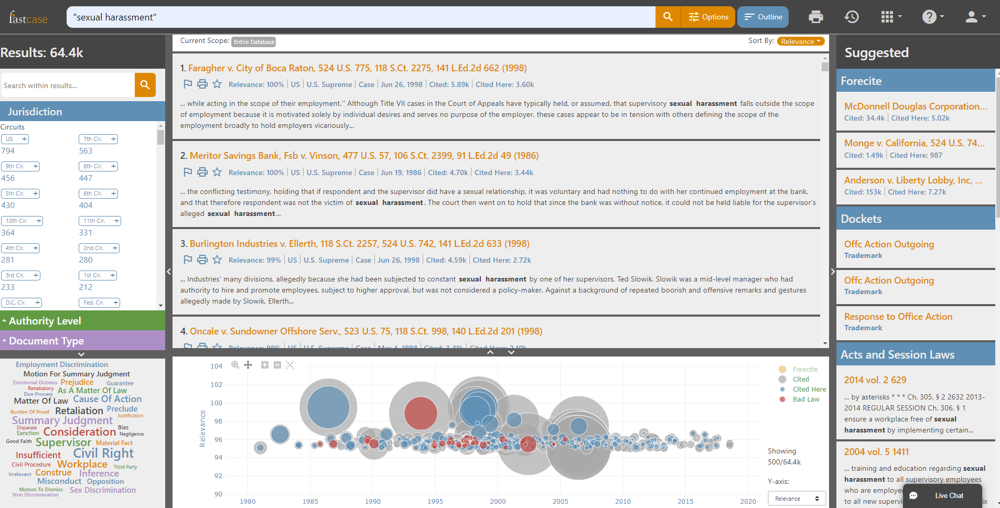 fastcase
"sexual harassment"
Options
Outline
Results: 64.4k
Search within results...
Jurisdiction
Circuits
US +
7th Cir. +
794
563
9th Cir. +
8th Cir. +
456
447
5th Cir. +
6th Cir. +
430
404
10th Cir. +
11th Cir. +
364
331
4th Cir. +
2nd Cir. +
281
280
3rd Cir. +
1st Cir. +
233
212
D.C. Cir. +
Fed. Cir. +
Authority Level
Document Type
Employment Discrimination
Motion For Summary Judgment
Emotional Distress Prejudice Guarantee
Retaliatory As A Matter Of Law
Due Process
Matter Of Law Cause Of Action
Burden Of Proof Retaliation Preclude
Justification
Summary Judgment
Disparate Consideration Bias
Sanction Negligence
Good Faith Supervisor Material Fact
Insufficient Civil Right
Civil Procedure Workplace Third Party
Irrelevant Construe Inference
Misconduct Opposition
Motion To Dismiss Sex Discrimination
Non Discrimination
Current Scope: Entire Database
Sort By: Relevance
1. Faragher v. City of Boca Raton, 524 U.S. 775, 118 S.Ct. 2275, 141 L.Ed.2d 662 (1998)
Relevance: 100% US U.S. Supreme Case Jun 26, 1998 Cited: 5.89k Cited Here: 3.60k
... while acting in the scope of their employment.'' Although Title VII cases in the Court of Appeals have typically held, or assumed, that supervisory sexual harassment falls outside the scope
of employment because it is motivated solely by individual desires and serves no purpose of the employer, these cases appear to be in tension with others defining the scope of the
employment broadly to hold employers vicariously...
2. Meritor Savings Bank, Fsb v. Vinson, 477 U.S. 57, 106 S.Ct. 2399, 91 L.Ed.2d 49 (1986)
Relevance: 100% US U.S. Supreme Case Jun 19, 1986 Cited: 4.70k Cited Here: 3.44k
... the conflicting testimony, holding that if respondent and the supervisor did have a sexual relationship, it was voluntary and had nothing to do with her continued employment at the bank,
and that therefore respondent was not the victim of sexual harassment. The court then went on to hold that since the bank was without notice, it could not be held liable for the supervisor's
alleged sexual harassment...
3. Burlington Industries v. Ellerth, 118 S.Ct. 2257, 524 U.S. 742, 141 L.Ed.2d 633 (1998)
Relevance: 99% US U.S. Supreme Case Jun 26, 1998 Cited: 4.59k Cited Here: 2.72k
... Industries' many divisions, allegedly because she had been subjected to constant sexual harassment by one of her supervisors, Ted Slowik. Slowik was a mid-level manager who had
authority to hire and promote employees, subject to higher approval, but was not considered a policy-maker. Against a background of repeated boorish and offensive remarks and gestures
allegedly made by Slowik, Ellerth...
4. Oncale v. Sundowner Offshore Serv., 523 U.S. 75, 118 S.Ct. 998, 140 L.Ed.2d 201 (1998)
Relevance: 99% US U.S. Supreme Case Mar 4, 1998 Cited: 3.41k Cited Here: 2.10k
104
102
100
98
96
94
92
90
Relevance
1980 1985 1990 1995 2000 2005 2010 2015 2020
Forecite
Cited
Cited Here
Bad Law
Showing
500/64.4k
Y-axis:
Relevance
Suggested
Forecite
McDonnell Douglas Corporation...
Cited: 34.4k Cited Here: 5.02k
Monge v. California, 524 U.S. 74...
Cited: 1.49k Cited Here: 987
Anderson v. Liberty Lobby, Inc, ...
Cited: 153k Cited Here: 7.27k
Dockets
Offc Action Outgoing
Trademark
Offc Action Outgoing
Trademark
Response to Office Action
Trademark
Acts and Session Laws
2014 vol. 2 629
... by asterisks * * * Ch. 305, § 2 2632 2013-
2014 REGULAR SESSION Ch. 306, § 1
ensure a workplace free of sexual
harassment by implementing certain...
2004 vol. 5 1411
... training and education regarding sexual
harassment to all supervisory employees
who are employe
to all new supervi
Live Chat